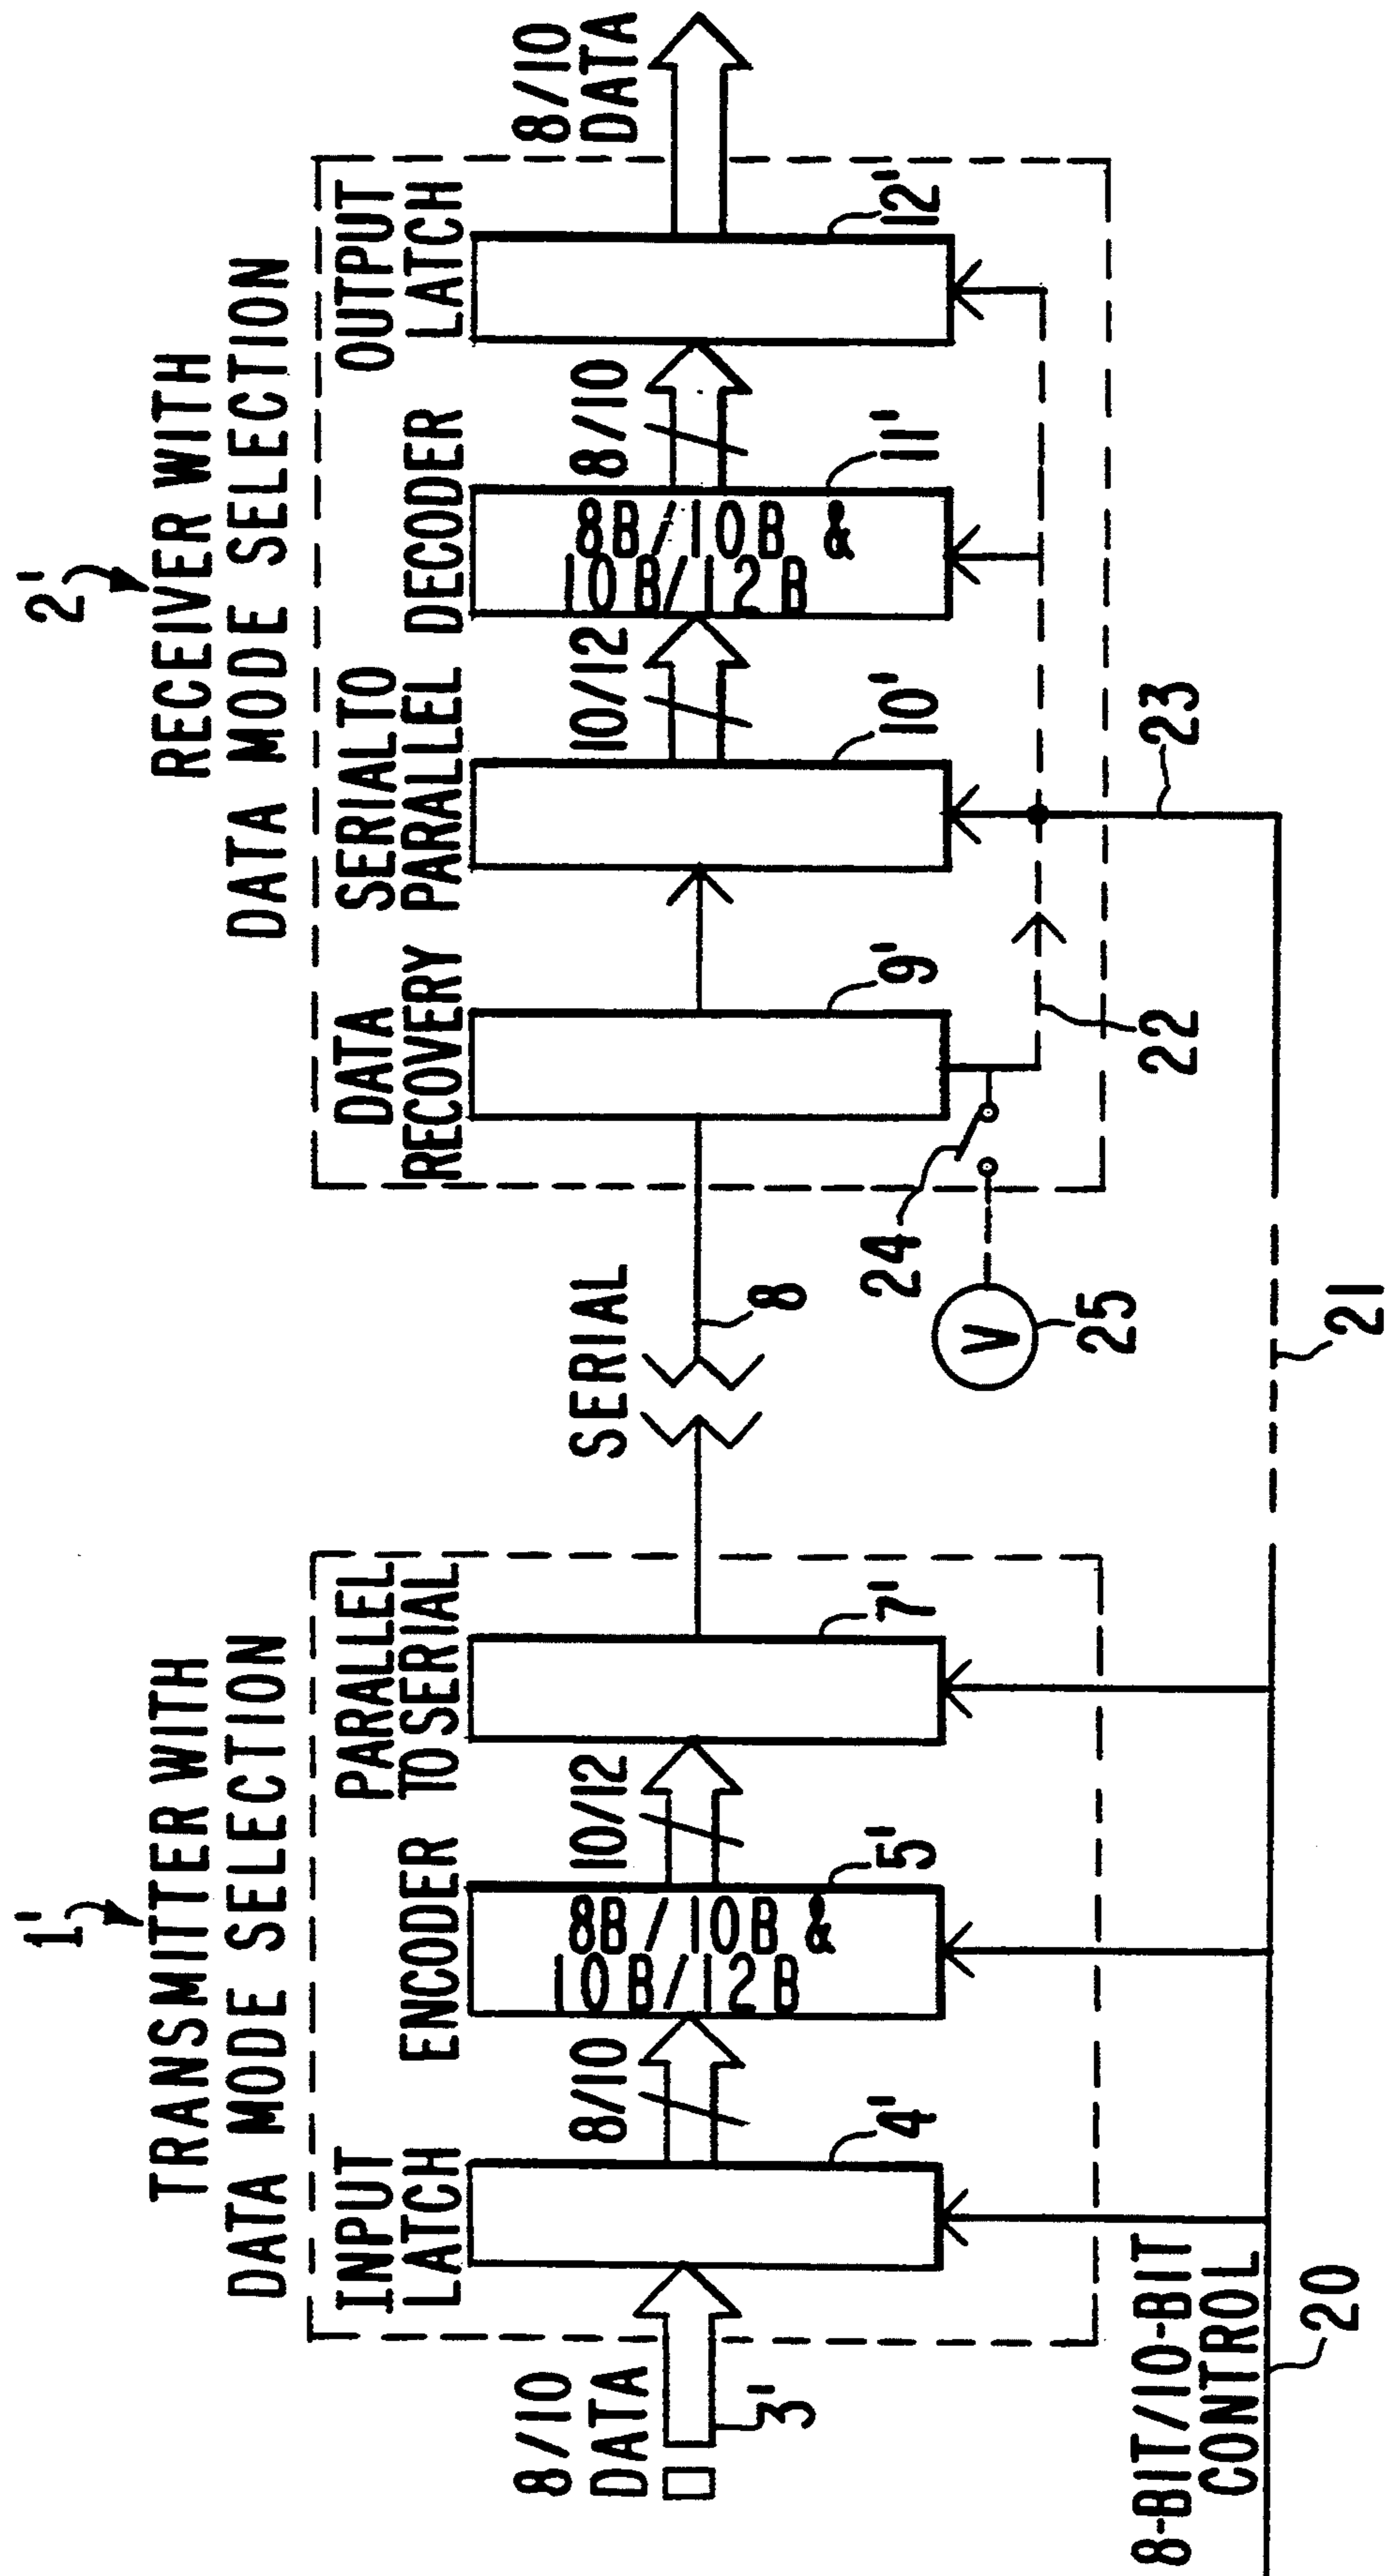 1'
TRANSMITTER WITH
DATA MODE SELECTION
INPUT
LATCH
ENCODER
PARALLEL
TO SERIAL
8/10
DATA
3'
8/10
8B/10B &
10B/12B
10/12
4'
5'
7'
8-BIT/10-BIT
CONTROL
20
SERIAL
8
21
2'
RECEIVER WITH
DATA MODE SELECTION
DATA
RECOVERY
SERIAL TO
PARALLEL
DECODER
OUTPUT
LATCH
10/12
8B/10B &
10B/12B
8/10
8/10
DATA
9'
10'
11'
12'
24
V
25
22
23